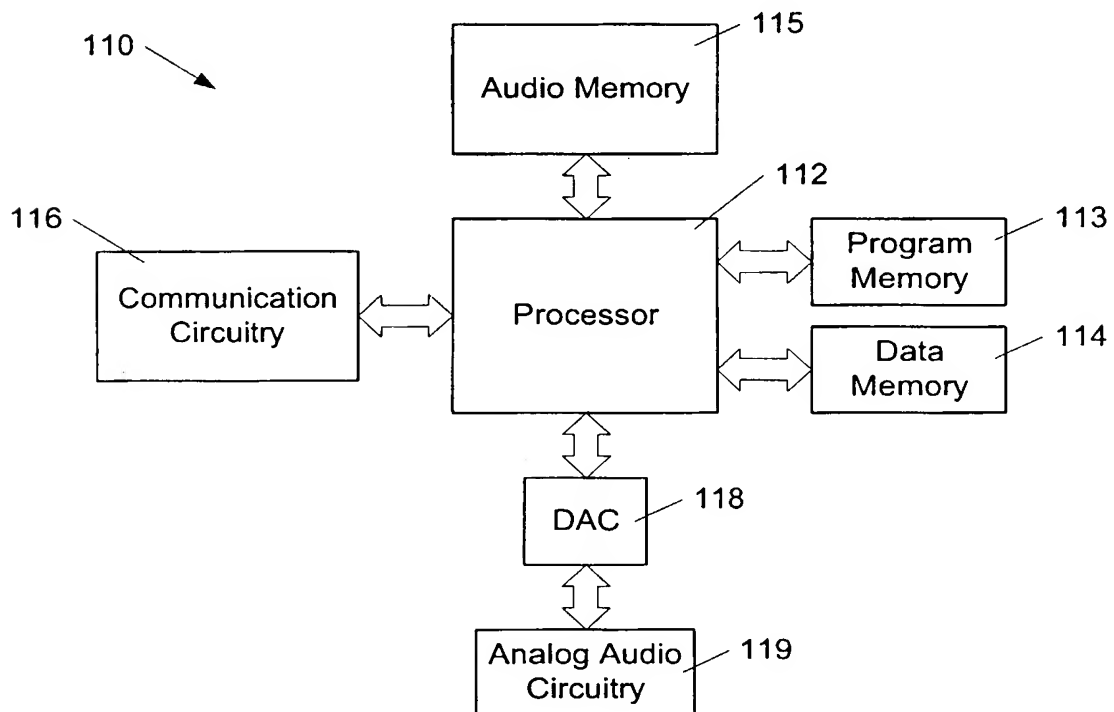 110
115
Audio Memory
112
116
113
Program
Memory
Communication
Circuitry
Processor
114
Data
Memory
118
DAC
Analog Audio
Circuitry
119